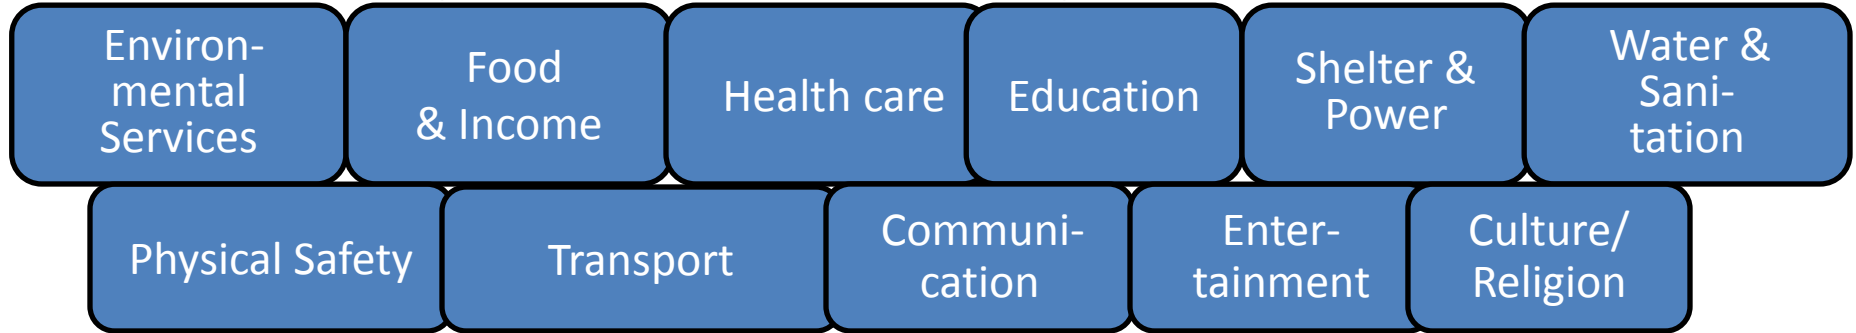 Environ-
mental
Services
Food
& Income
Health care
Education
Shelter &
Power
Water &
Sani-
tation
Physical Safety
Transport
Communi-
cation
Enter-
tainment
Culture/
Religion